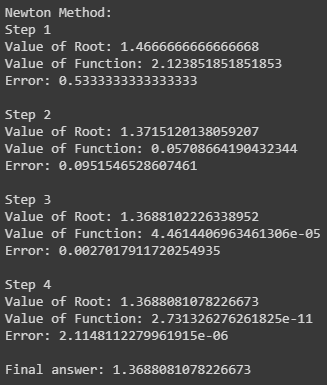 Newton Method:
Step 1
Value of Root: 1.4666666666666668
Value of Function: 2.123851851851853
Error: 0.5333333333333333
Step 2
Value of Root: 1.3715120138059207
Value of Function: 0.05708664190432344
Error: 0.0951546528607461
Step 3
Value of Root: 1.3688102226338952
Value of Function: 4.4614406963461306e-05
Error: 0.0027017911720254935
Step 4
Value of Root: 1.3688081078226673
Value of Function: 2.731326276261825e-11
Error: 2.1148112279961915e-06
Final answer: 1.3688081078226673